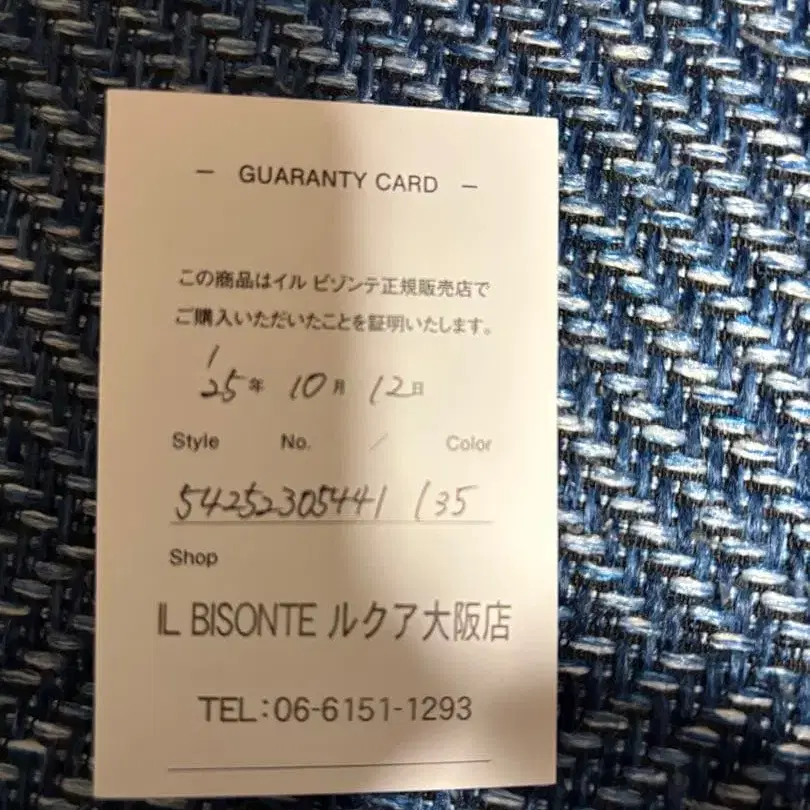 — GUARANTY CARD —
この商品はイル ビゾンテ正規販売店で
ご購入いただいたことを証明いたします。
'25年 10月 12日
Style No. / Color
54252305441 135
Shop
IL BISONTE ルクア大阪店
TEL:06-6151-1293